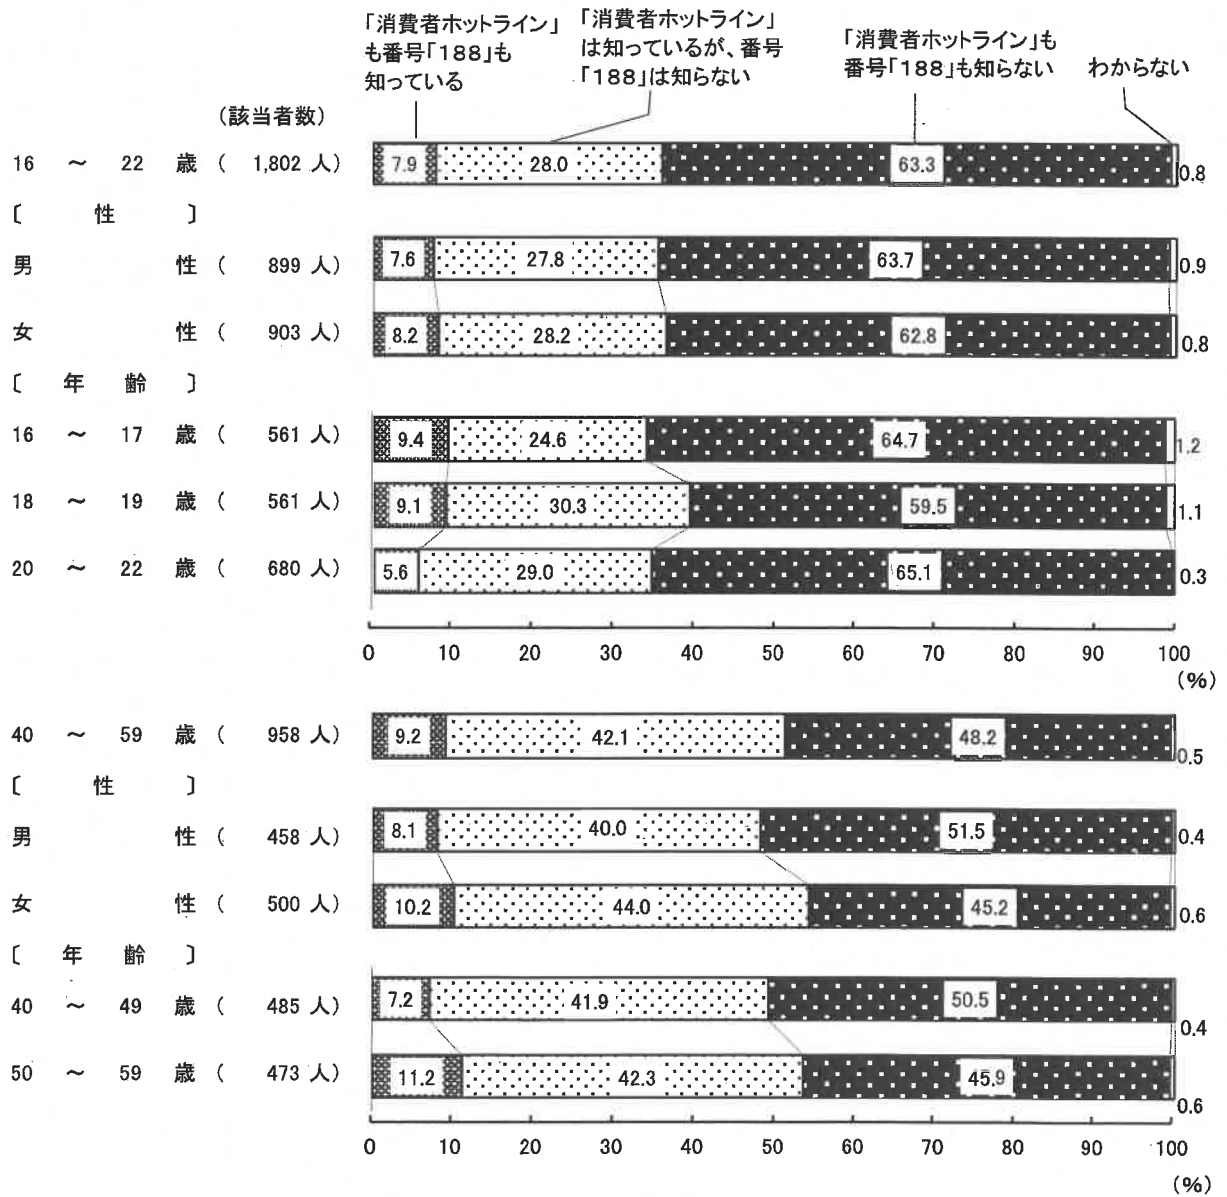 「消費者ホットライン」
も番号「188」も
知っている
「消費者ホットライン」
は知っているが、番号
「188」は知らない
「消費者ホットライン」も
番号「188」も知らない
わからない
(該当者数)
16 ～ 22 歳 ( 1,802 人) 7.9 28.0 63.3 0.8
〔 性 〕
男 性 ( 899 人) 7.6 27.8 63.7 0.9
女 性 ( 903 人) 8.2 28.2 62.8 0.8
〔 年 齢 〕
16 ～ 17 歳 ( 561 人) 9.4 24.6 64.7 1.2
18 ～ 19 歳 ( 561 人) 9.1 30.3 59.5 1.1
20 ～ 22 歳 ( 680 人) 5.6 29.0 65.1 0.3
0 10 20 30 40 50 60 70 80 90 100
(%)
40 ～ 59 歳 ( 958 人) 9.2 42.1 48.2 0.5
〔 性 〕
男 性 ( 458 人) 8.1 40.0 51.5 0.4
女 性 ( 500 人) 10.2 44.0 45.2 0.6
〔 年 齢 〕
40 ～ 49 歳 ( 485 人) 7.2 41.9 50.5 0.4
50 ～ 59 歳 ( 473 人) 11.2 42.3 45.9 0.6
0 10 20 30 40 50 60 70 80 90 100
(%)